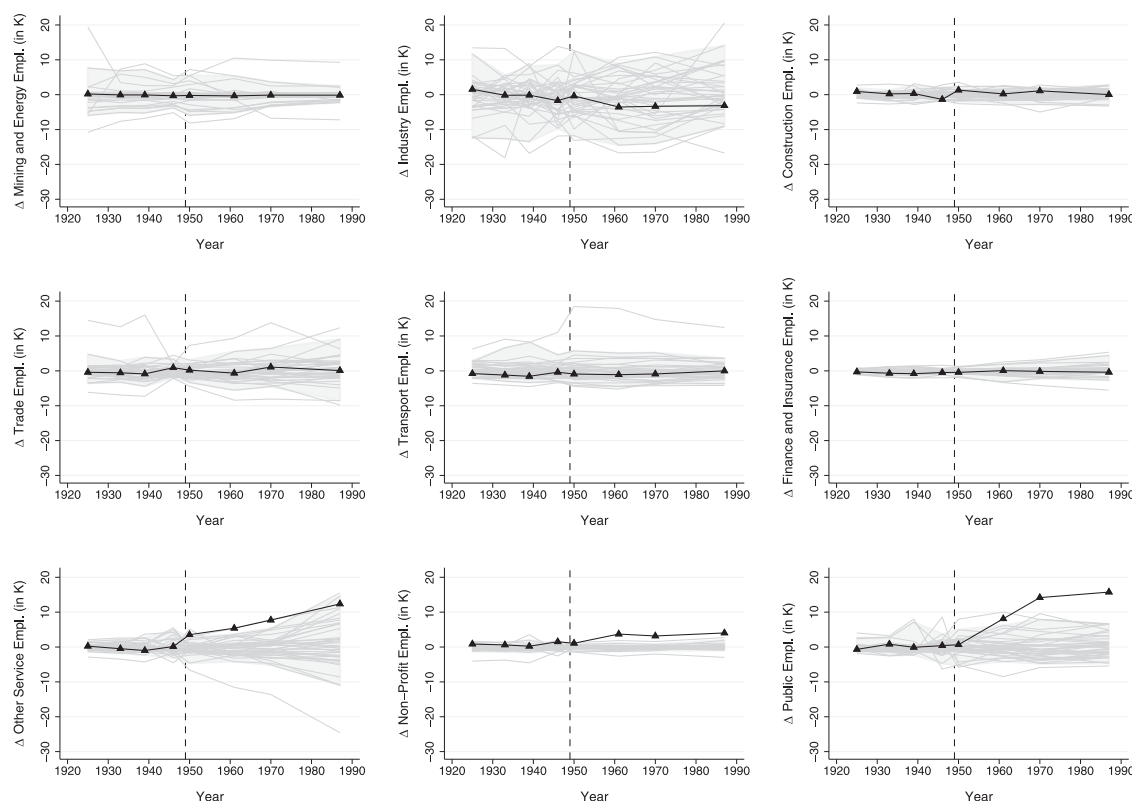 Δ Mining and Energy Empl. (in K)
20
10
0
−10
−20
−30
1920 1930 1940 1950 1960 1970 1980 1990
Year
Δ Industry Empl. (in K)
20
10
0
−10
−20
−30
1920 1930 1940 1950 1960 1970 1980 1990
Year
Δ Construction Empl. (in K)
20
10
0
−10
−20
−30
1920 1930 1940 1950 1960 1970 1980 1990
Year
Δ Trade Empl. (in K)
20
10
0
−10
−20
−30
1920 1930 1940 1950 1960 1970 1980 1990
Year
Δ Transport Empl. (in K)
20
10
0
−10
−20
−30
1920 1930 1940 1950 1960 1970 1980 1990
Year
Δ Finance and Insurance Empl. (in K)
20
10
0
−10
−20
−30
1920 1930 1940 1950 1960 1970 1980 1990
Year
Δ Other Service Empl. (in K)
20
10
0
−10
−20
−30
1920 1930 1940 1950 1960 1970 1980 1990
Year
Δ Non−Profit Empl. (in K)
20
10
0
−10
−20
−30
1920 1930 1940 1950 1960 1970 1980 1990
Year
Δ Public Empl. (in K)
20
10
0
−10
−20
−30
1920 1930 1940 1950 1960 1970 1980 1990
Year